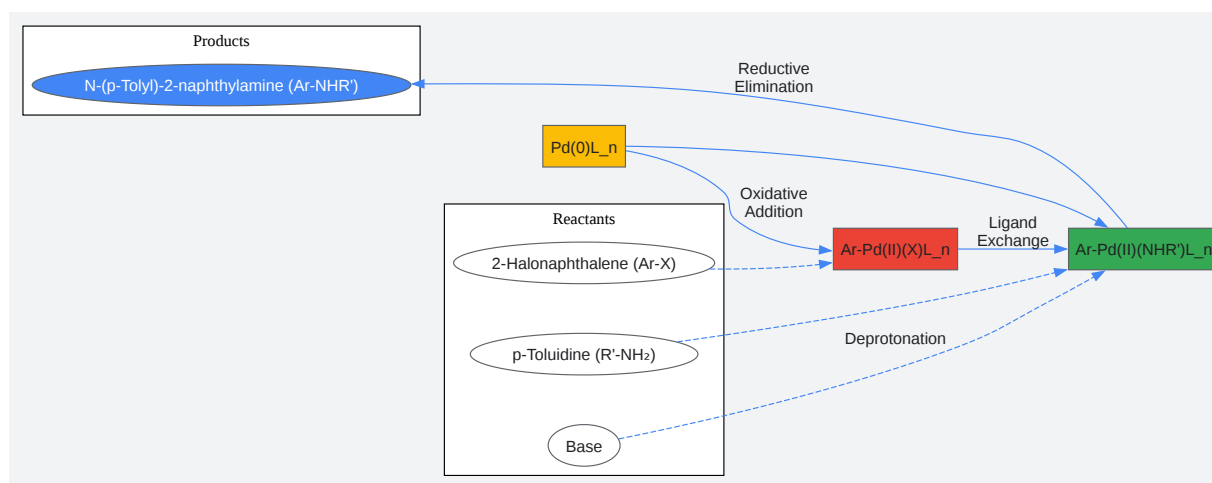 Products
N-(p-Tolyl)-2-naphthylamine (Ar-NHR')
Reductive
Elimination
Pd(0)L_n
Oxidative
Addition
Reactants
Ligand
Exchange
2-Halonaphthalene (Ar-X)
Ar-Pd(II)(X)L_n
Ar-Pd(II)(NHR')L_n
Deprotonation
p-Toluidine (R'-NH₂)
Base